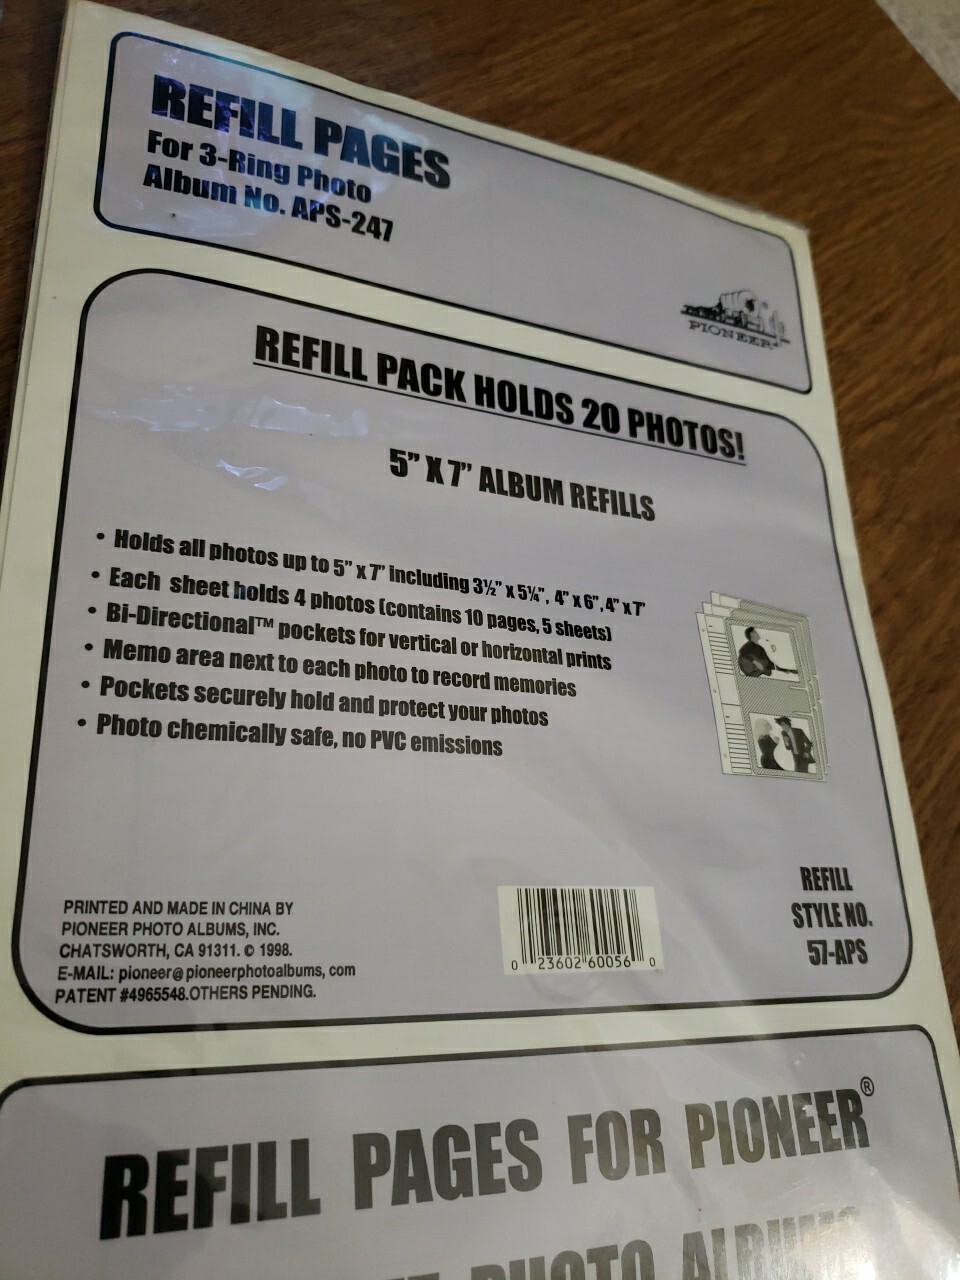 REFILL PAGES
For 3-Ring Photo
Album No. APS-247
PIONEER
REFILL PACK HOLDS 20 PHOTOS!
5" X 7" ALBUM REFILLS
• Holds all photos up to 5" x 7" including 3½" x 5¼", 4" x 6", 4" x 7"
• Each sheet holds 4 photos (contains 10 pages, 5 sheets)
• Bi-Directional™ pockets for vertical or horizontal prints
• Memo area next to each photo to record memories
• Pockets securely hold and protect your photos
• Photo chemically safe, no PVC emissions
PRINTED AND MADE IN CHINA BY
PIONEER PHOTO ALBUMS, INC.
CHATSWORTH, CA 91311. © 1998.
E-MAIL: pioneer@pioneerphotoalbums, com
PATENT #4965548.OTHERS PENDING.
0 23602 60056 0
REFILL
STYLE NO.
57-APS
REFILL PAGES FOR PIONEER®
PHOTO ALBUMS